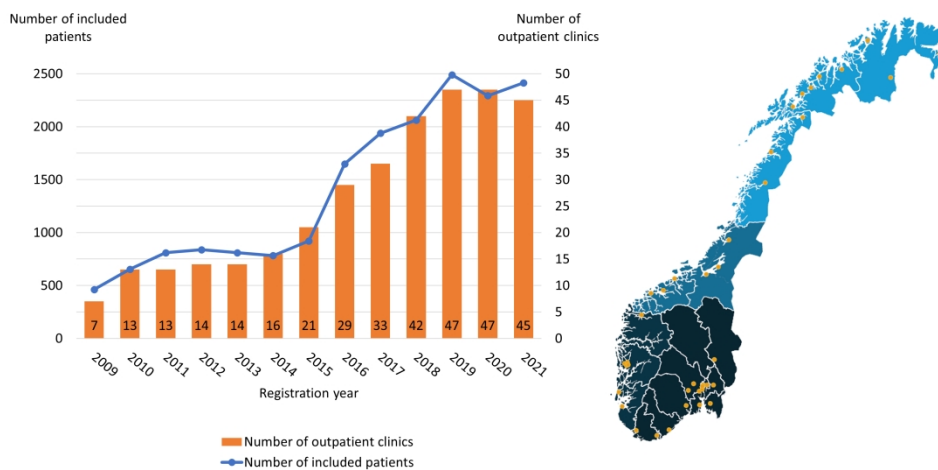 Number of included
patients
Number of
outpatient clinics
2500
2000
1500
1000
500
0
50
45
40
35
30
25
20
15
10
5
0
7 13 13 14 14 16 21 29 33 42 47 47 45
2009 2010 2011 2012 2013 2014 2015 2016 2017 2018 2019 2020 2021
Registration year
Number of outpatient clinics
Number of included patients